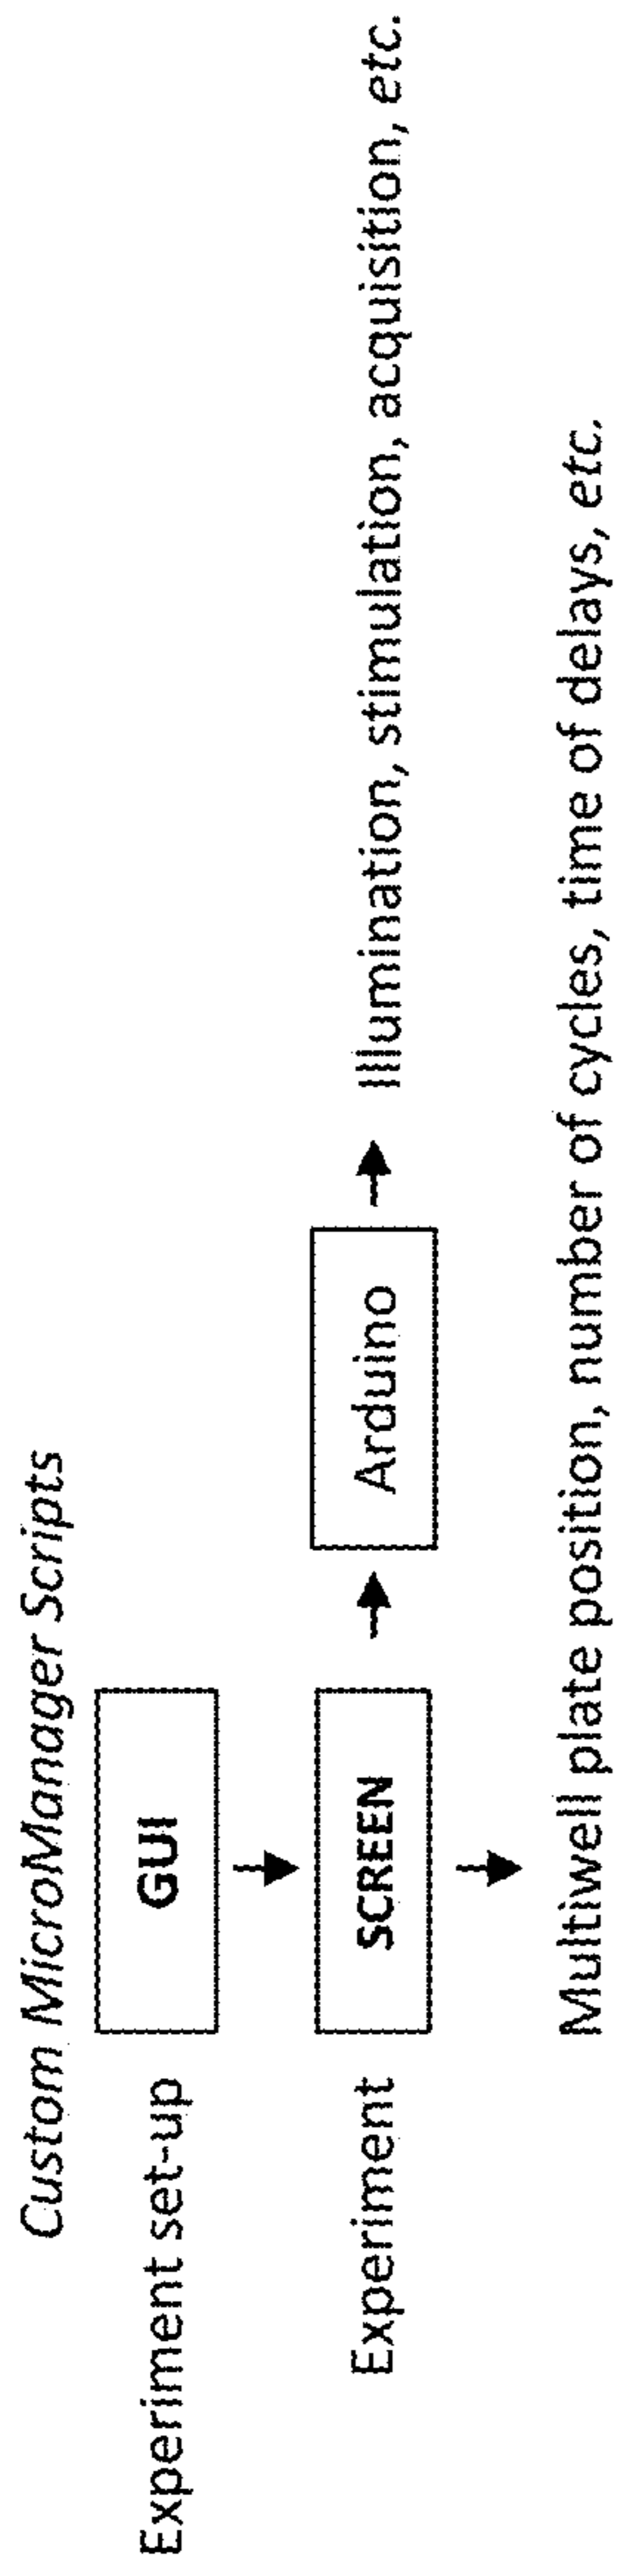 Custom MicroManager Scripts
Experiment set-up
GUI
Experiment
SCREEN
Arduino
Illumination, stimulation, acquisition, etc.
Multiwell plate position, number of cycles, time of delays, etc.